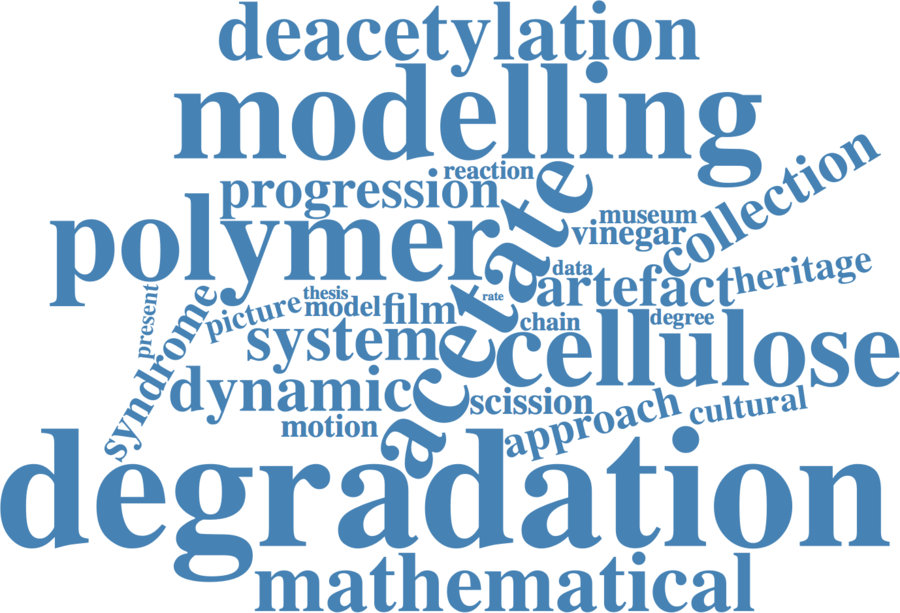 deacetylation
modelling
reaction
progression
acetate
collection
museum
vinegar
polymer
data
artefact
heritage
present
syndrome
picture
thesis
model
film
rate
chain
degree
system
cellulose
dynamic
scission
approach
cultural
motion
degradation
mathematical